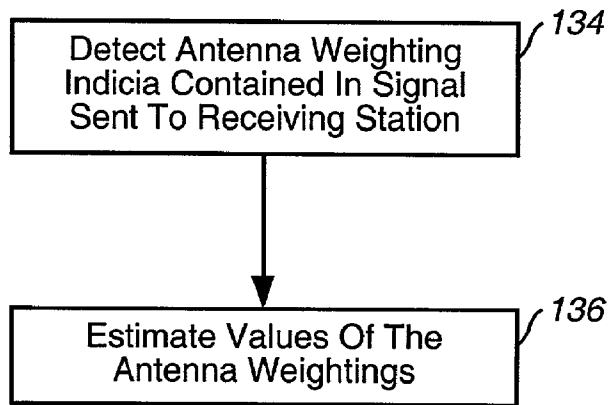 134
Detect Antenna Weighting
Indicia Contained In Signal
Sent To Receiving Station
136
Estimate Values Of The
Antenna Weightings